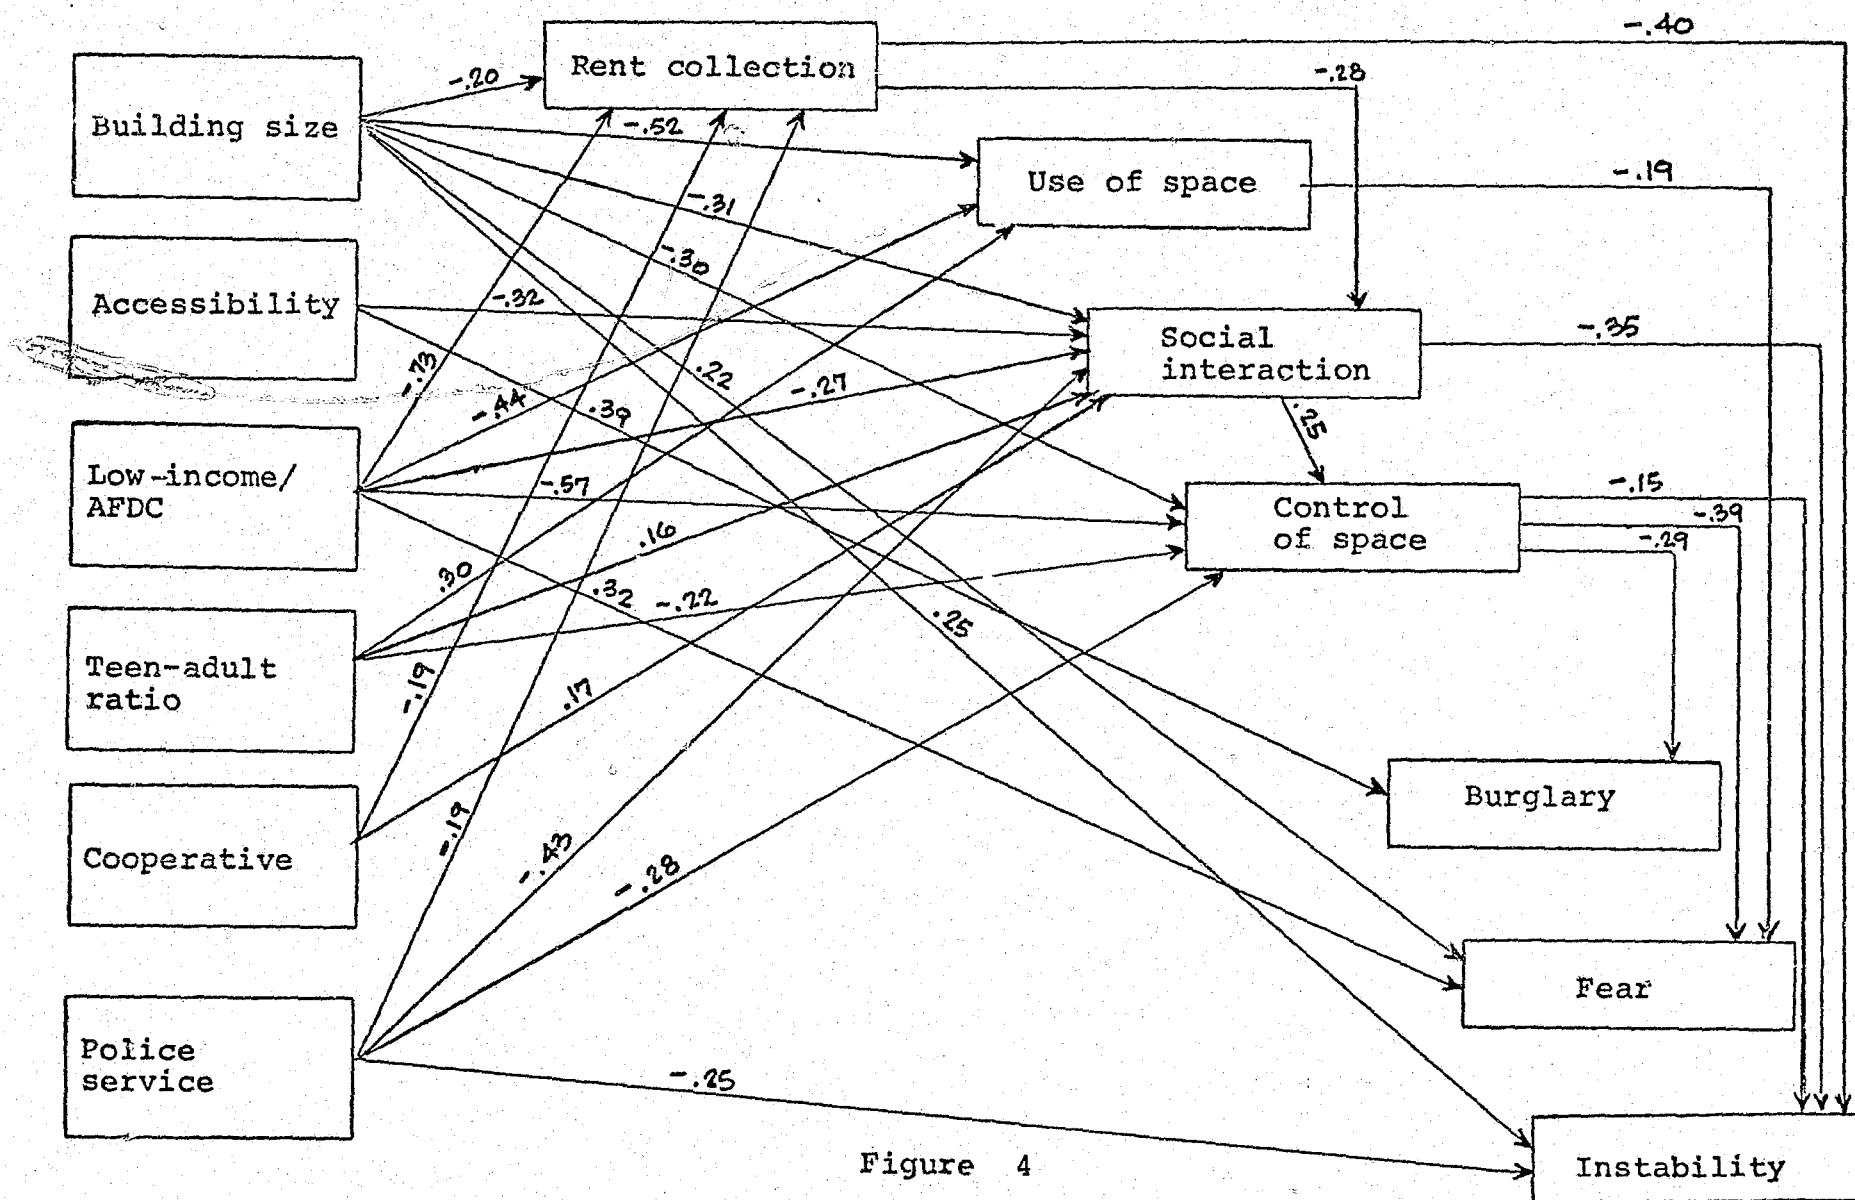 -.40
Rent collection
-.28
-.20
Building size
-.52
-.19
Use of space
-.31
-.30
-.32
Accessibility
-.35
Social
interaction
-.73
.22
-.27
-.44
.39
.25
Low-income/
AFDC
-.57
-.15
Control
of space
-.39
-.29
.16
.30
.32
-.22
.25
Teen-adult
ratio
-.19
.17
Burglary
-.19
Cooperative
-.43
-.28
Fear
Police
service
-.25
Figure 4
Instability